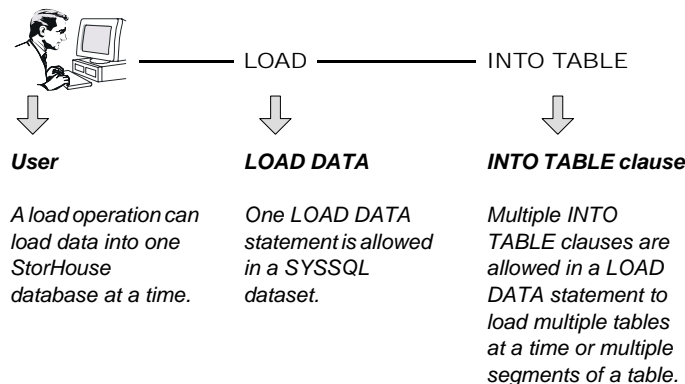 LOAD
INTO TABLE
User
A load operation can
load data into one
StorHouse
database at a time.
LOAD DATA
One LOAD DATA
statement is allowed
in a SYSSQL
dataset.
INTO TABLE clause
Multiple INTO
TABLE clauses are
allowed in a LOAD
DATA statement to
load multiple tables
at a time or multiple
segments of a table.